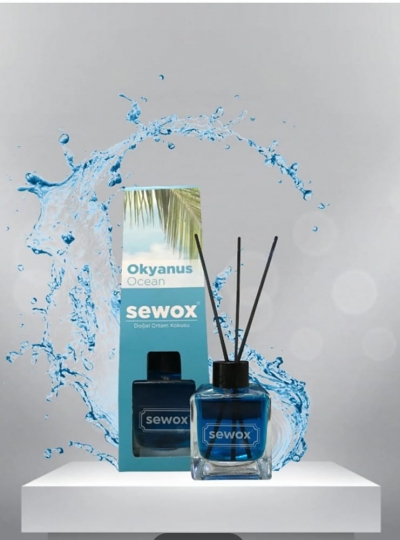 Okyanus
Ocean
sewox®
Doğal Ortam Kokusu
sewox
sewox